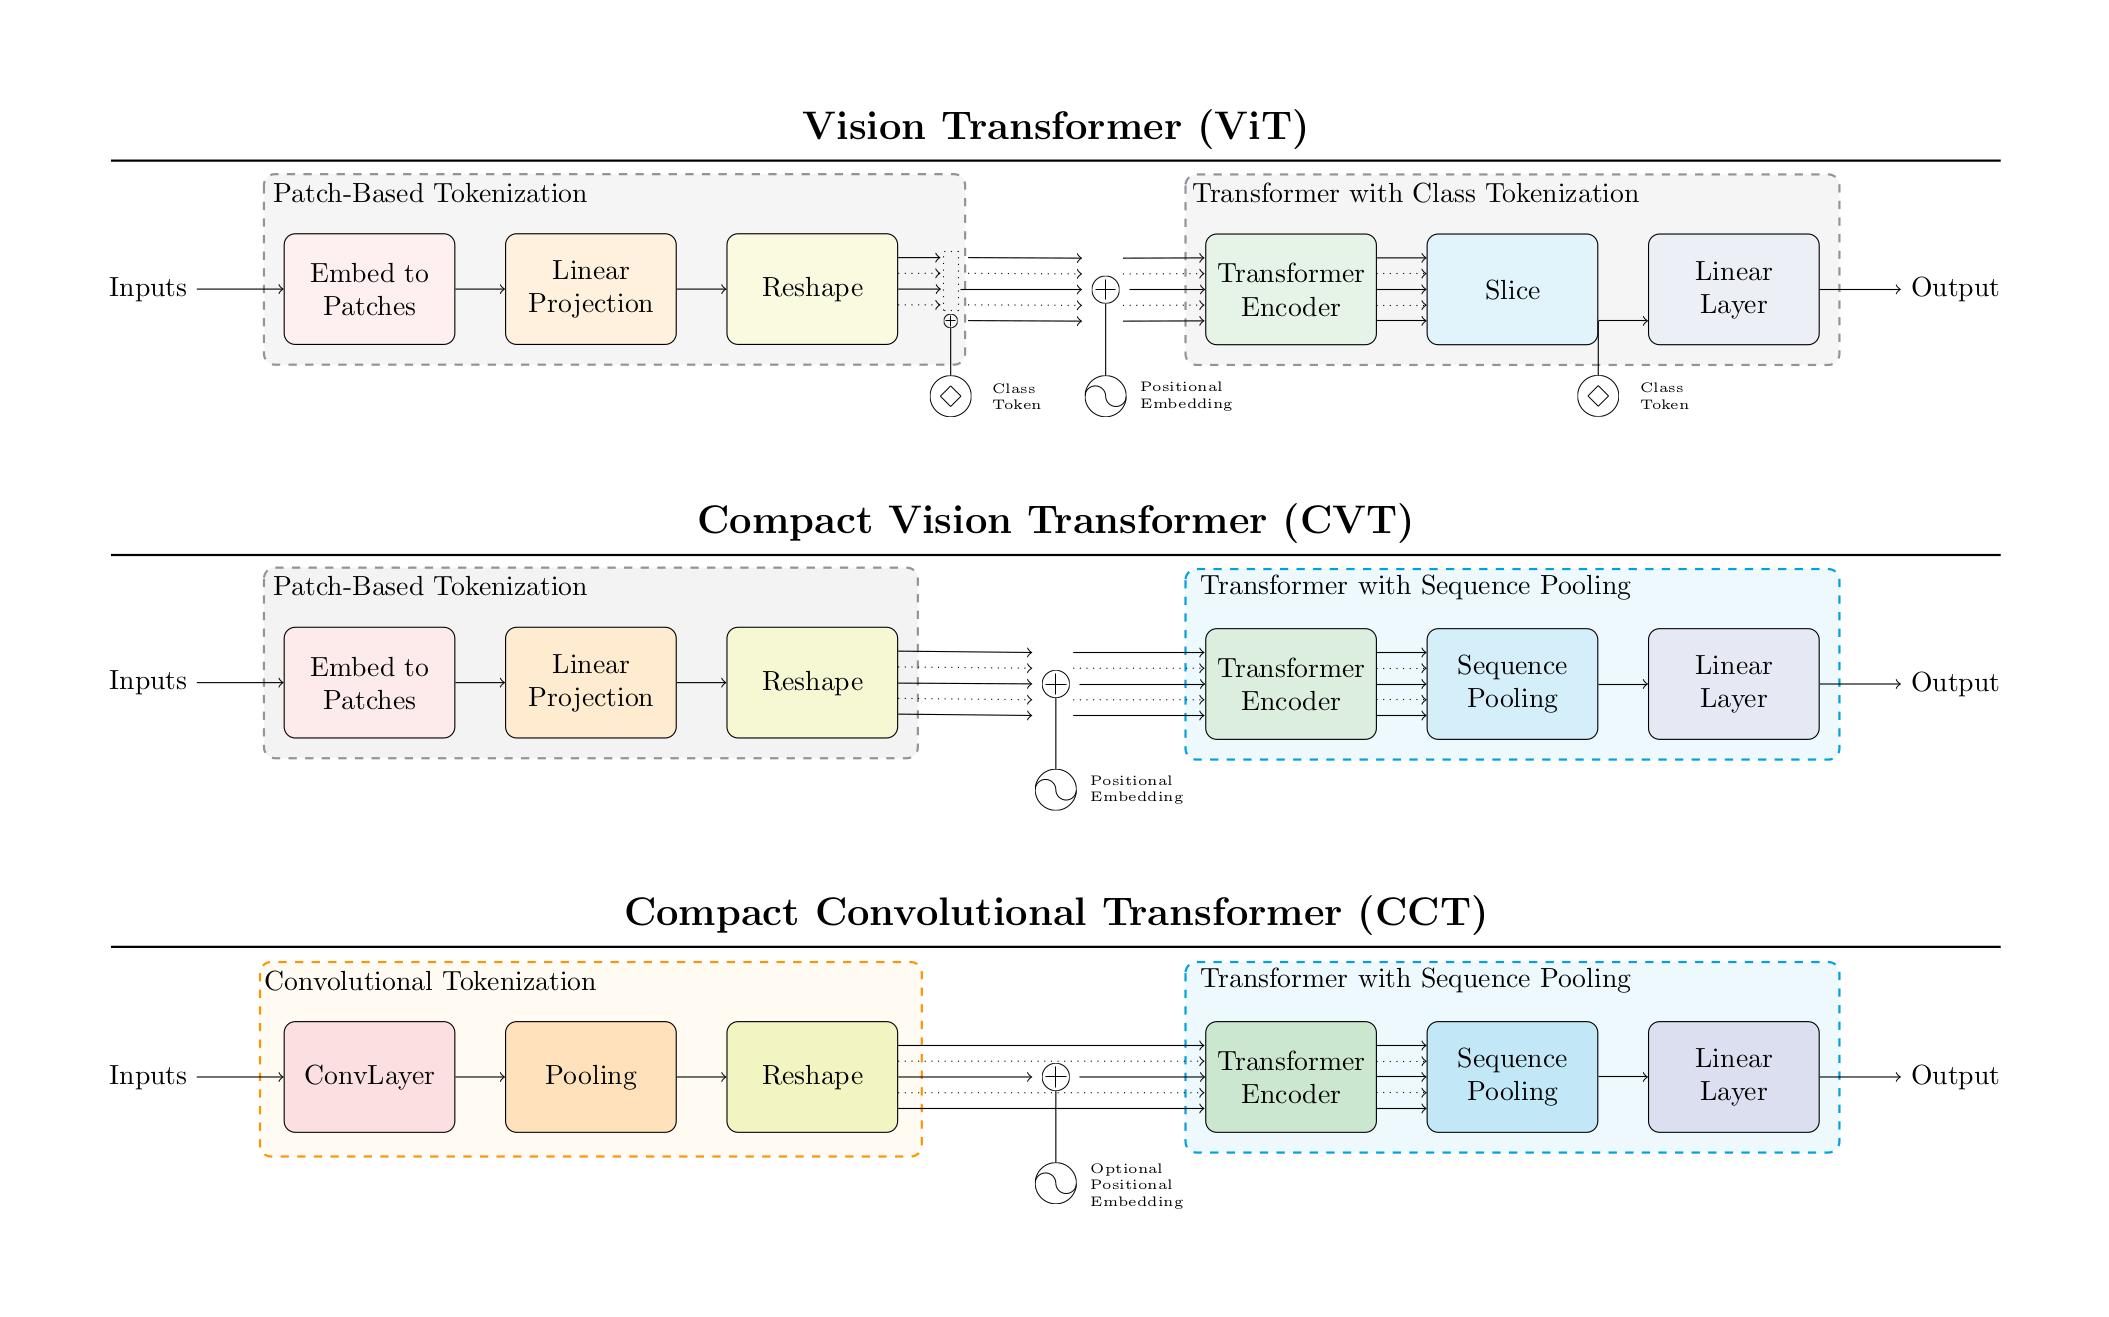 Vision Transformer (ViT)
Patch-Based Tokenization
Transformer with Class Tokenization
Inputs
Embed to
Patches
Linear
Projection
Reshape
Transformer
Encoder
Slice
Linear
Layer
Output
Class
Token
Positional
Embedding
Class
Token
Compact Vision Transformer (CVT)
Patch-Based Tokenization
Transformer with Sequence Pooling
Inputs
Embed to
Patches
Linear
Projection
Reshape
Transformer
Encoder
Sequence
Pooling
Linear
Layer
Output
Positional
Embedding
Compact Convolutional Transformer (CCT)
Convolutional Tokenization
Transformer with Sequence Pooling
Inputs
ConvLayer
Pooling
Reshape
Transformer
Encoder
Sequence
Pooling
Linear
Layer
Output
Optional
Positional
Embedding